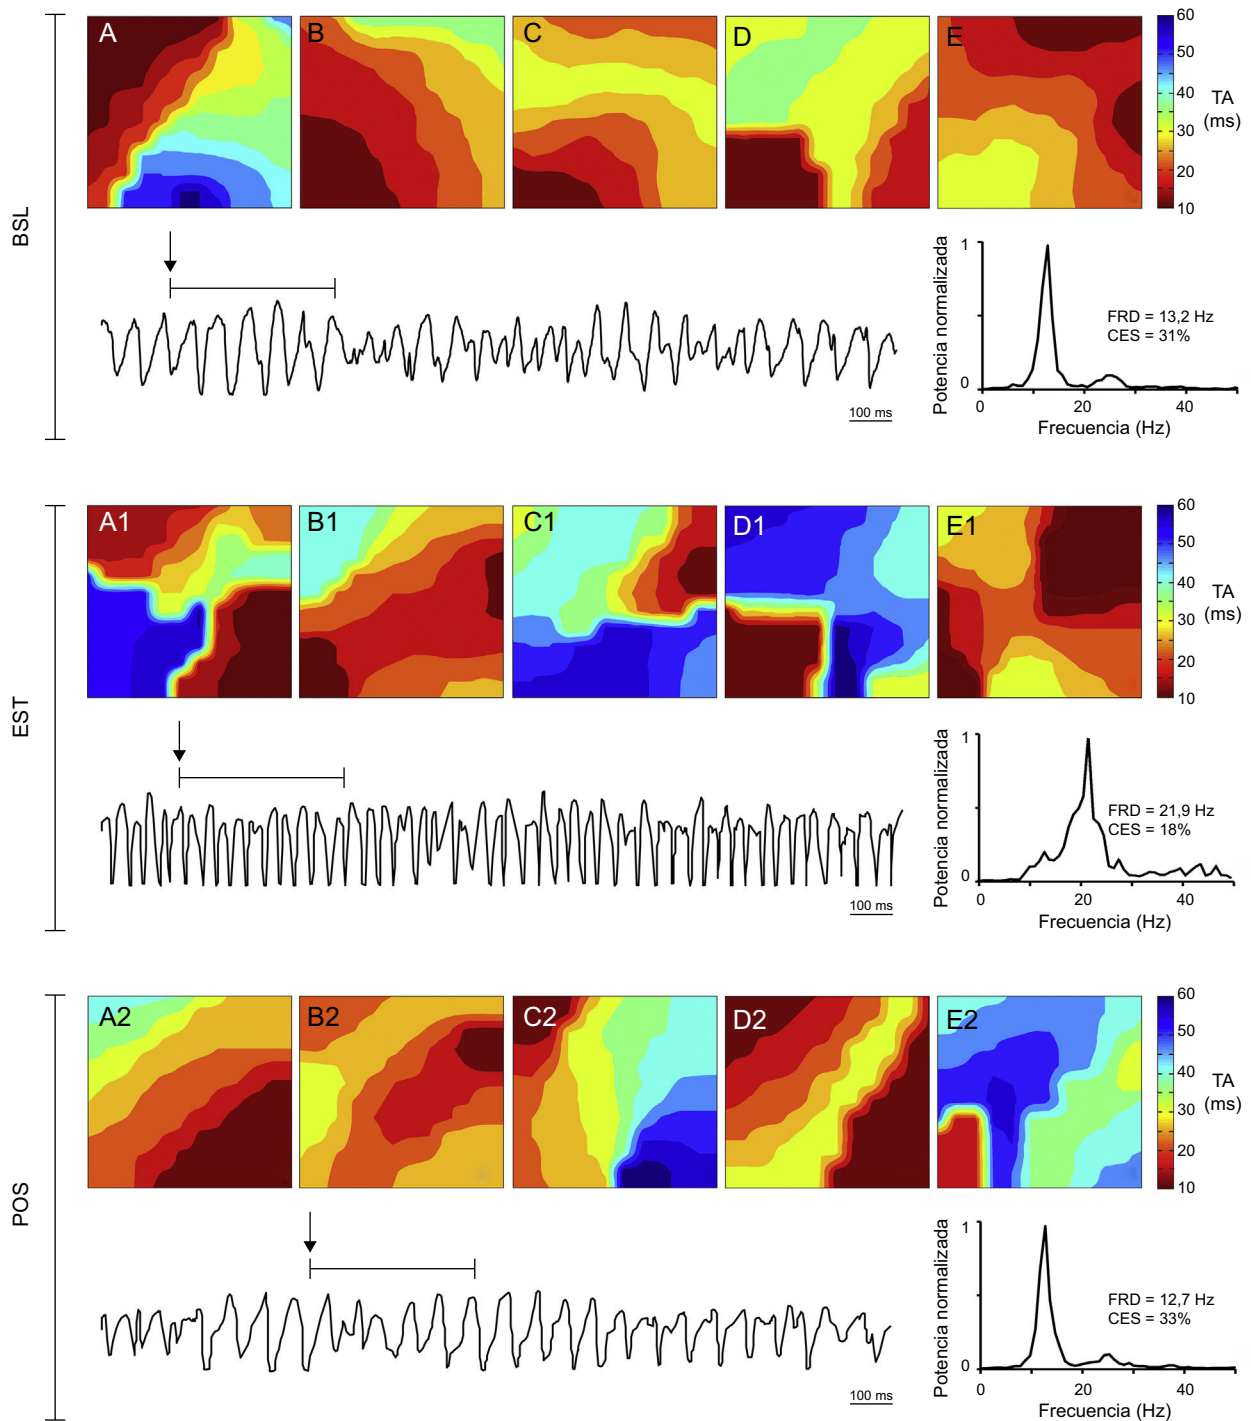 BSL
A
B
C
D
E
60
50
40
30
20
10
TA
(ms)
100 ms
Potencia normalizada
1
0
FRD = 13,2 Hz
CES = 31%
0
20
40
Frecuencia (Hz)
EST
A1
B1
C1
D1
E1
60
50
40
30
20
10
TA
(ms)
100 ms
Potencia normalizada
1
0
FRD = 21,9 Hz
CES = 18%
0
20
40
Frecuencia (Hz)
POS
A2
B2
C2
D2
E2
60
50
40
30
20
10
TA
(ms)
100 ms
Potencia normalizada
1
0
FRD = 12,7 Hz
CES = 33%
0
20
40
Frecuencia (Hz)